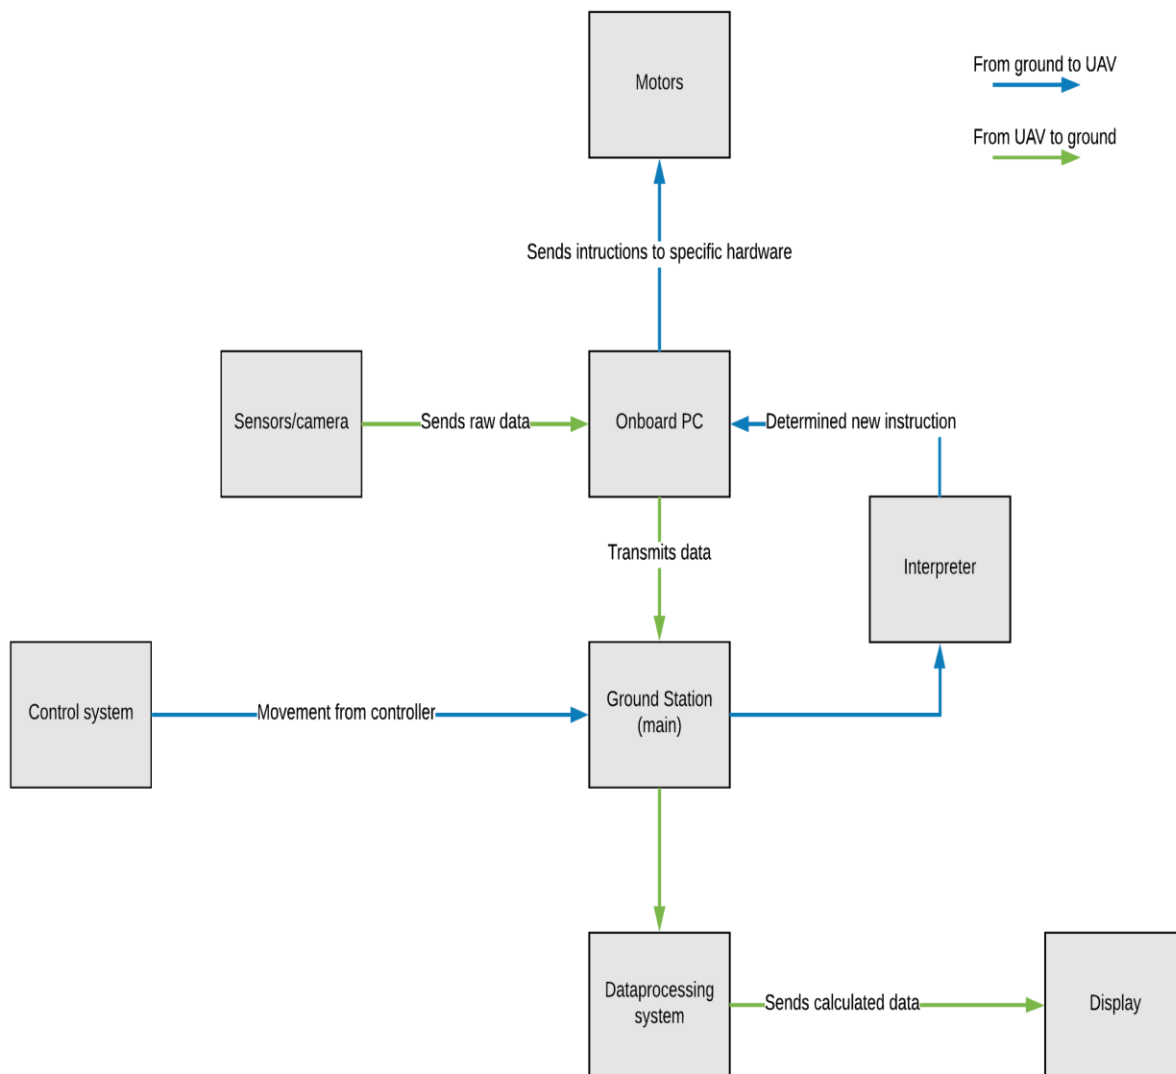 Motors
From ground to UAV
From UAV to ground
Sends intructions to specific hardware
Sensors/camera
Sends raw data
Onboard PC
Determined new instruction
Transmits data
Interpreter
Control system
Movement from controller
Ground Station
(main)
Dataprocessing
system
Sends calculated data
Display